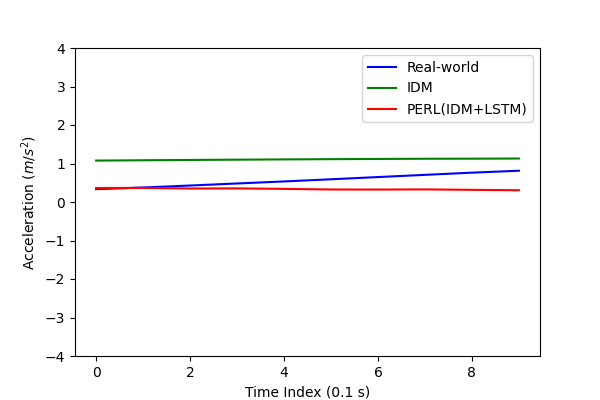 4
3
2
1
0
−1
−2
−3
−4
Acceleration (m/s²)
Real-world
IDM
PERL(IDM+LSTM)
0 2 4 6 8
Time Index (0.1 s)